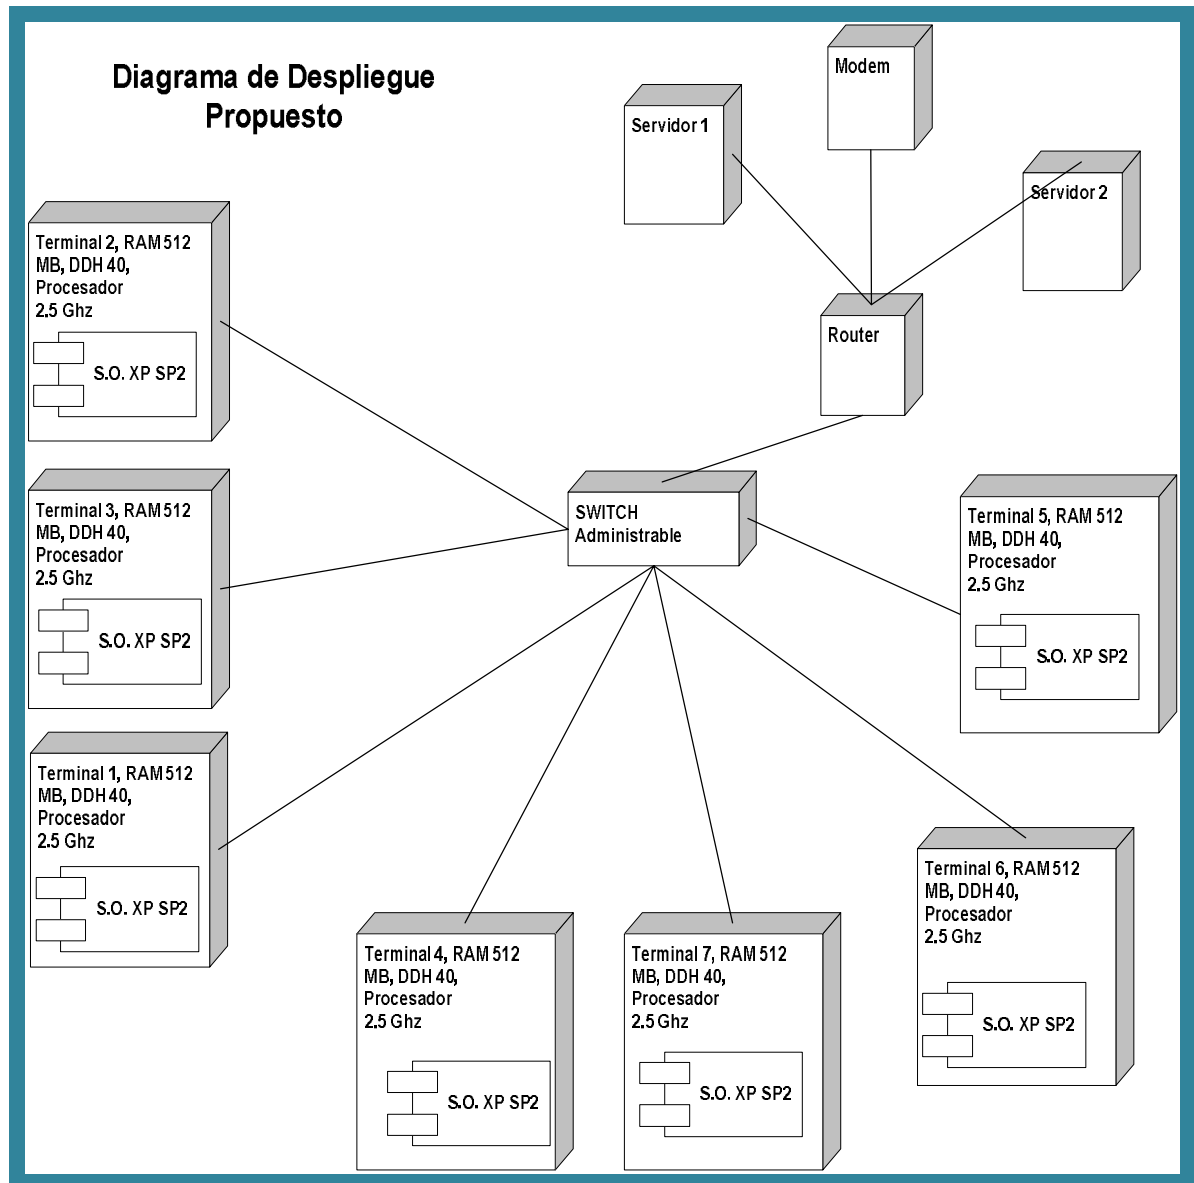 Diagrama de Despliegue
Propuesto
Modem
Servidor 1
Servidor 2
Terminal 2, RAM 512
MB, DDH 40,
Procesador
2.5 Ghz
S.O. XP SP2
Router
Terminal 3, RAM 512
MB, DDH 40,
Procesador
2.5 Ghz
S.O. XP SP2
SWITCH
Administrable
Terminal 5, RAM 512
MB, DDH 40,
Procesador
2.5 Ghz
S.O. XP SP2
Terminal 1, RAM 512
MB, DDH 40,
Procesador
2.5 Ghz
S.O. XP SP2
Terminal 6, RAM 512
MB, DDH 40,
Procesador
2.5 Ghz
S.O. XP SP2
Terminal 4, RAM 512
MB, DDH 40,
Procesador
2.5 Ghz
S.O. XP SP2
Terminal 7, RAM 512
MB, DDH 40,
Procesador
2.5 Ghz
S.O. XP SP2